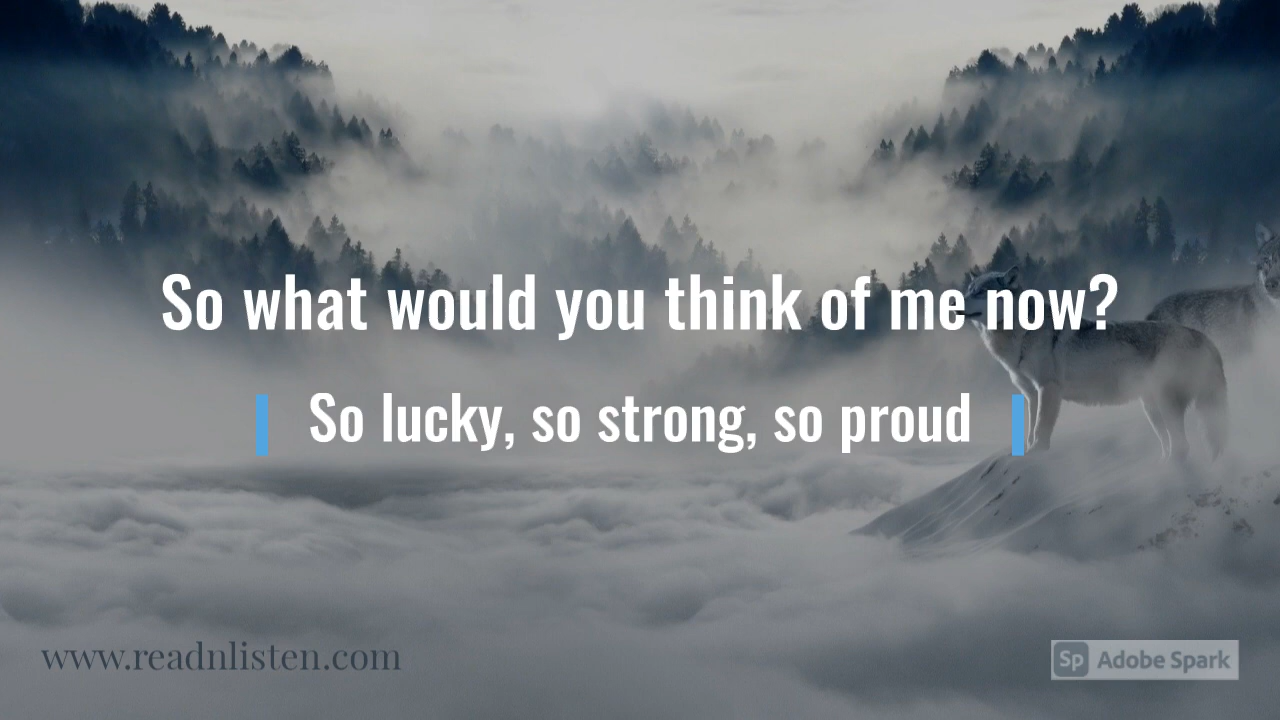 So what would you think of me now?
So lucky, so strong, so proud
www.readnlisten.com
Sp Adobe Spark